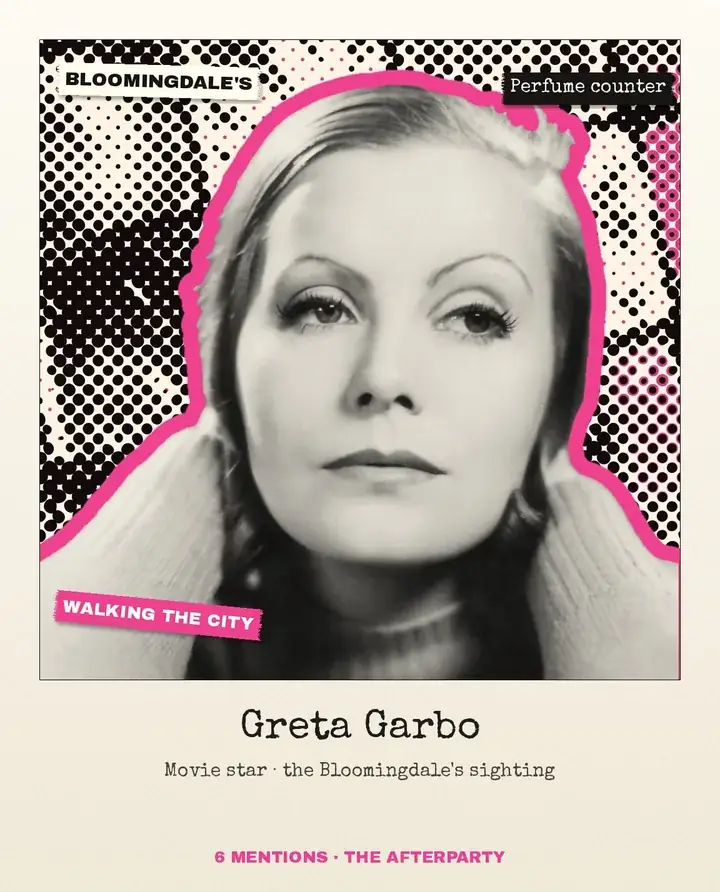 BLOOMINGDALE'S
Perfume counter
WALKING THE CITY
Greta Garbo
Movie star · the Bloomingdale's sighting
6 MENTIONS · THE AFTERPARTY